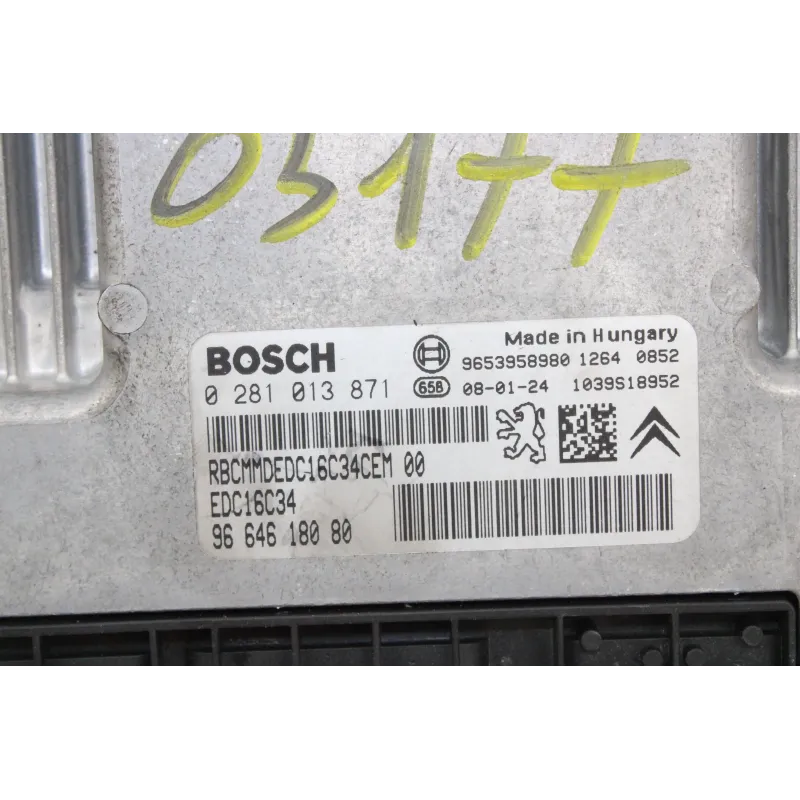 03177
BOSCH
Made in Hungary
9653958980 1264 0852
0 281 013 871
658 08-01-24 1039S18952
RBCMMDEDC16C34CEM 00
EDC16C34
96 646 180 80